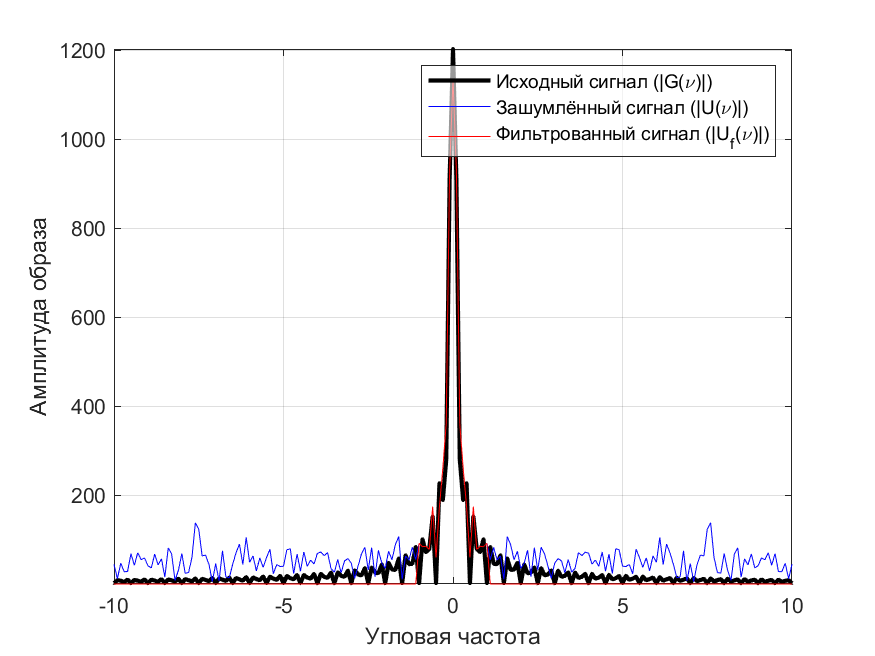 1200
1000
800
600
400
200
-10
-5
0
5
10
Амплитуда образа
Угловая частота
Исходный сигнал (|G(ν)|)
Зашумлённый сигнал (|U(ν)|)
Фильтрованный сигнал (|U_f(ν)|)